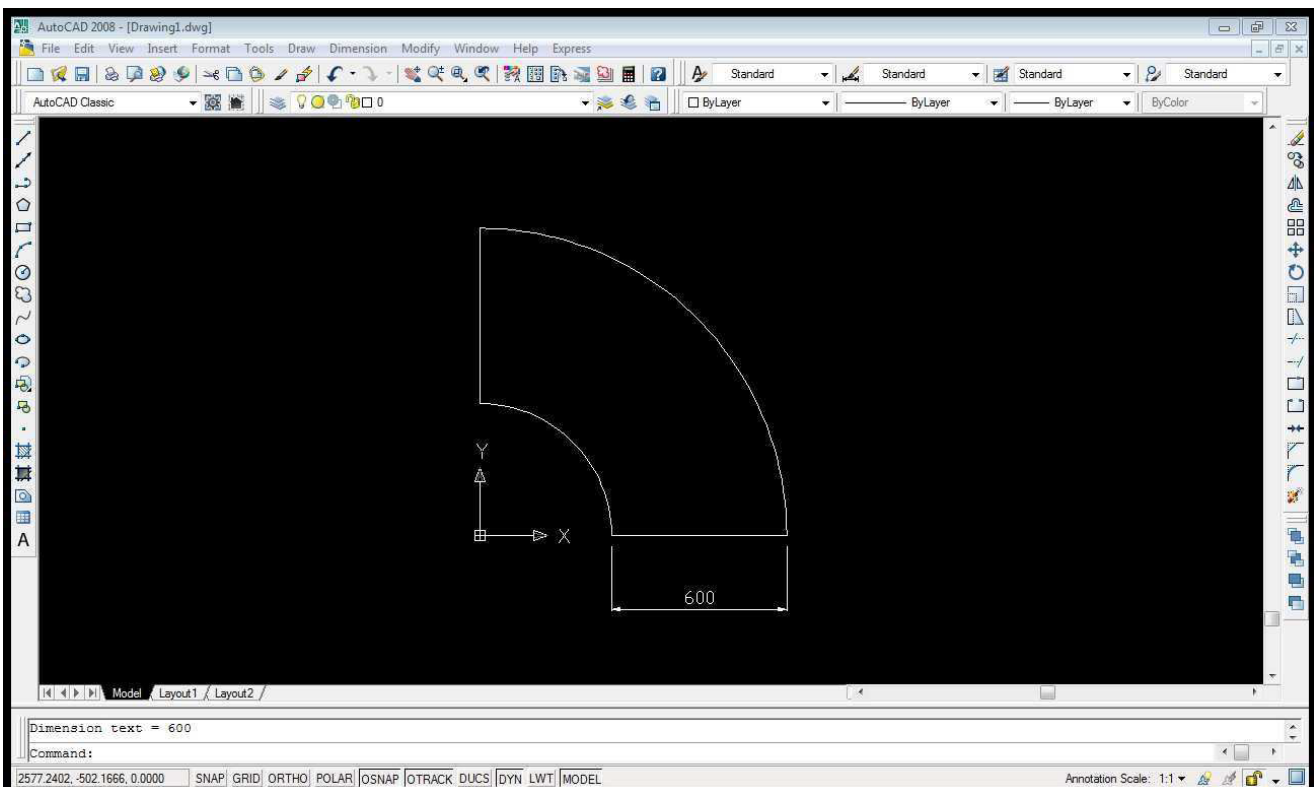 AutoCAD 2008 - [Drawing1.dwg]
File Edit View Insert Format Tools Draw Dimension Modify Window Help Express
Standard Standard Standard Standard
AutoCAD Classic 0 ByLayer ByLayer ByLayer ByColor
Y
X
600
Model Layout1 Layout2
Dimension text = 600
Command:
2577.2402, -502.1666, 0.0000 SNAP GRID ORTHO POLAR OSNAP OTRACK DUCS DYN LWT MODEL Annotation Scale: 1:1